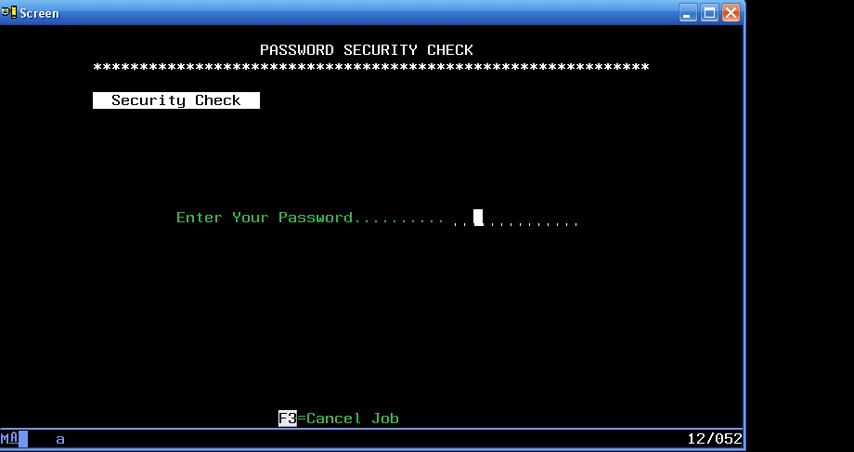 Screen
PASSWORD SECURITY CHECK
************************************************************
Security Check
Enter Your Password..........
F3=Cancel Job
MA a 12/052